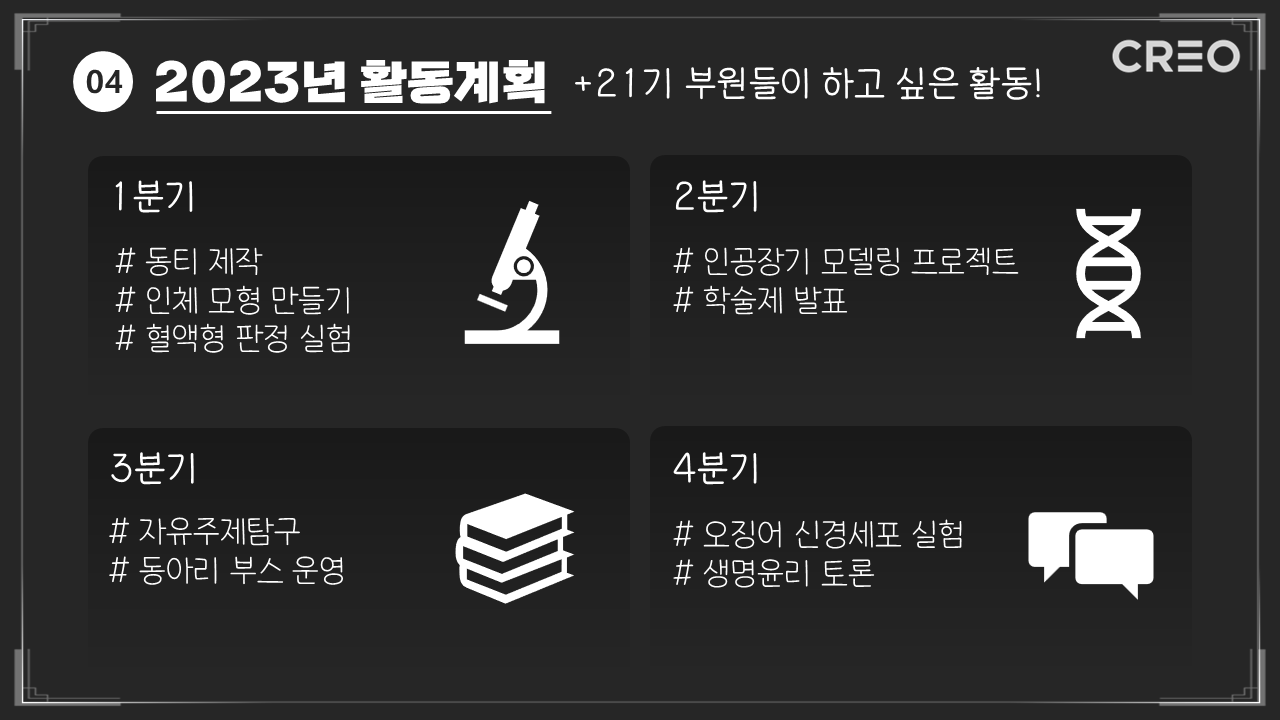 04 2023년 활동계획 +21기 부원들이 하고 싶은 활동!
CREO
1분기
# 동티 제작
# 인체 모형 만들기
# 혈액형 판정 실험
2분기
# 인공장기 모델링 프로젝트
# 학술제 발표
3분기
# 자유주제탐구
# 동아리 부스 운영
4분기
# 오징어 신경세포 실험
# 생명윤리 토론